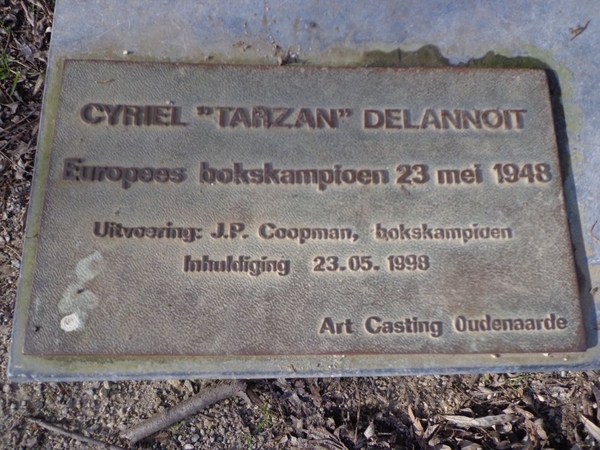 CYRIEL ”TARZAN” DELANNOIT
Europees bokskampioen 23 mei 1948
Uitvoering: J.P. Coopman, bokskampioen
Inhuldiging 23.05.1998
Art Casting Oudenaarde